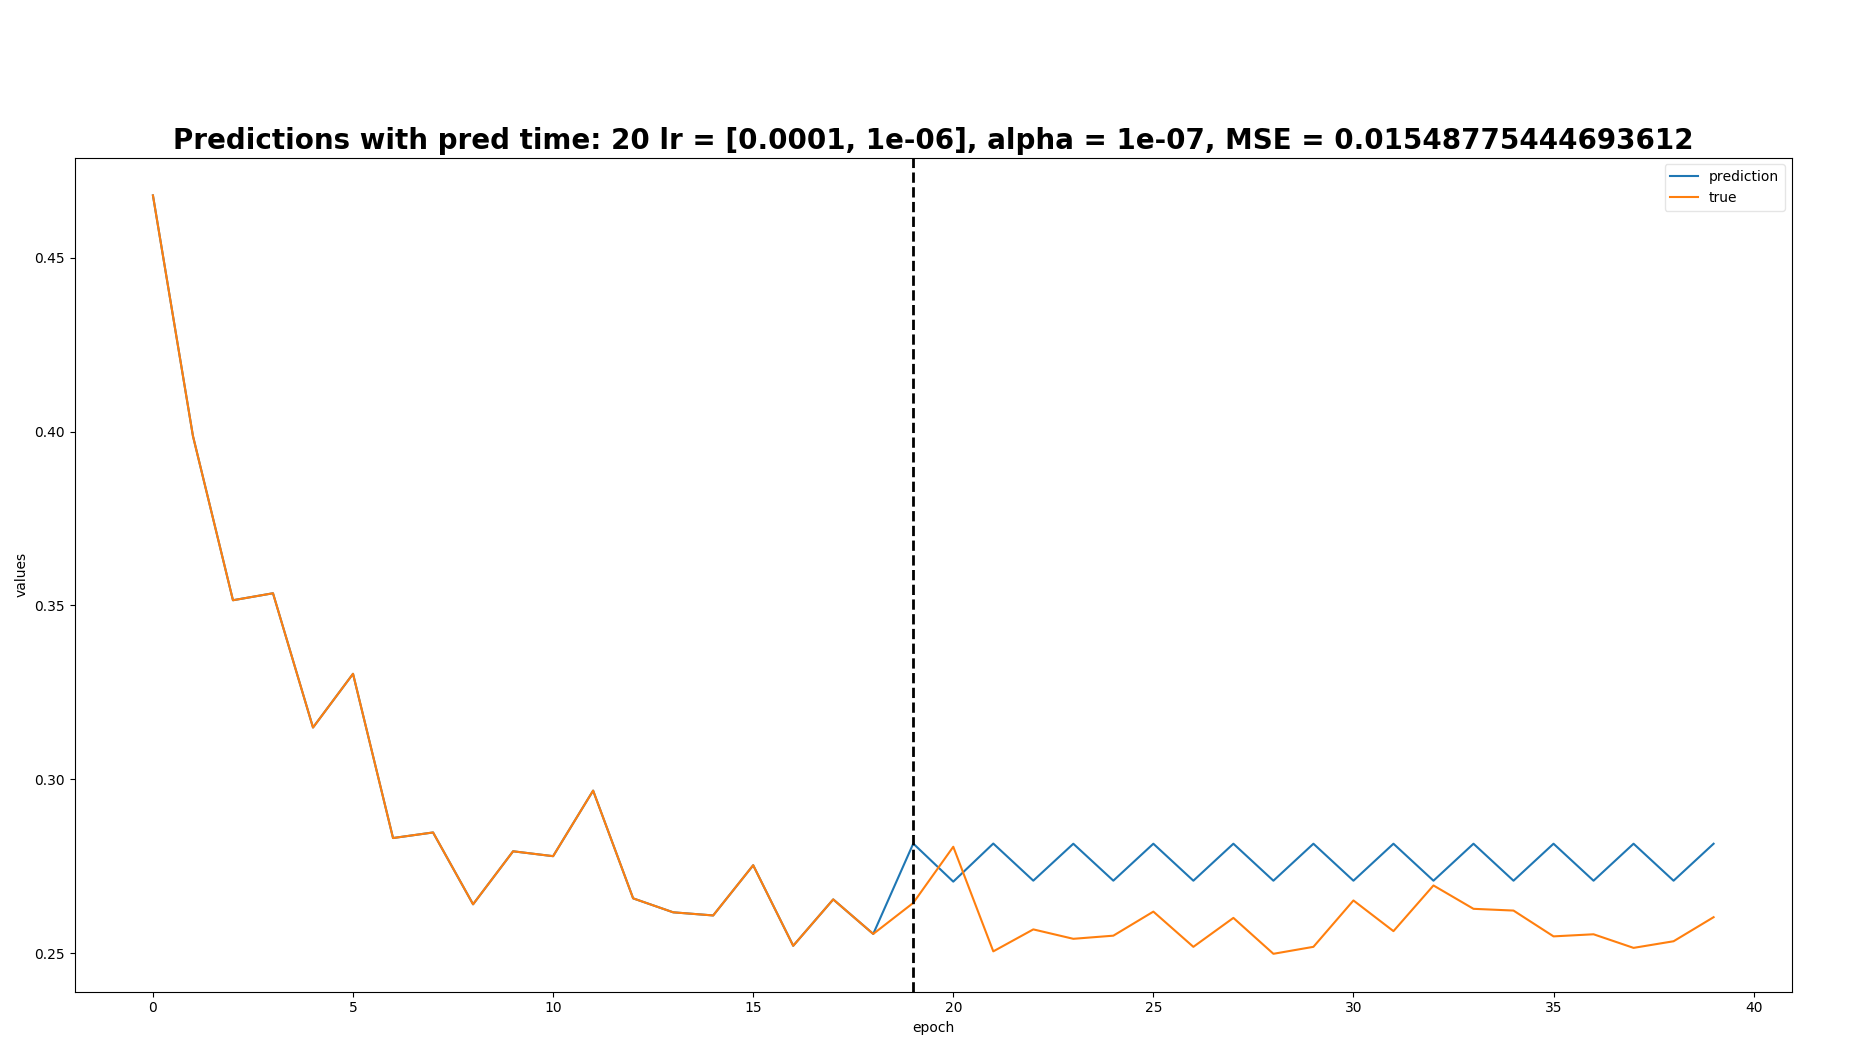 Predictions with pred time: 20 lr = [0.0001, 1e-06], alpha = 1e-07, MSE = 0.01548775444693612
prediction
true
values
0.45
0.40
0.35
0.30
0.25
0
5
10
15
20
25
30
35
40
epoch